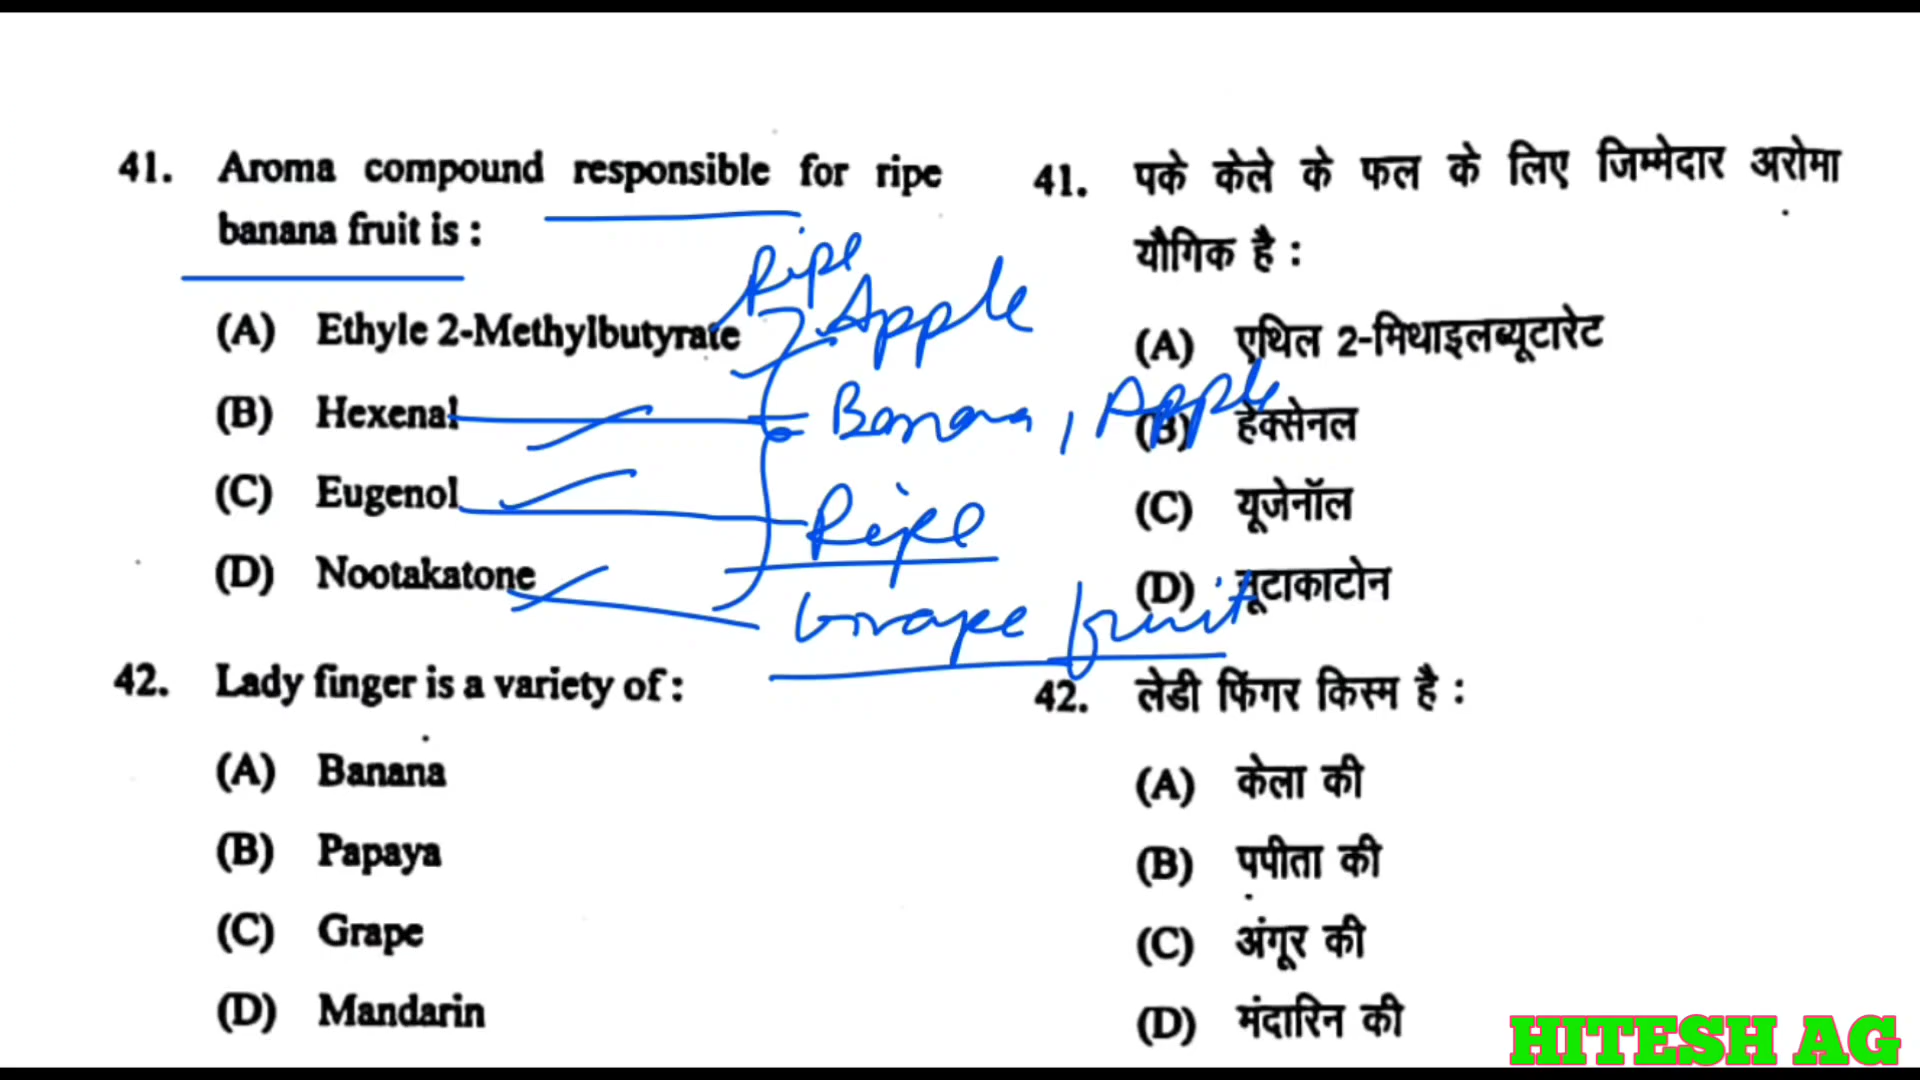 41. Aroma compound responsible for ripe
banana fruit is :
(A) Ethyle 2-Methylbutyrate
(B) Hexenal
(C) Eugenol
(D) Nootakatone
Ripe
Apple
Banana, Apple
Ripe
Grape fruit
42. Lady finger is a variety of :
(A) Banana
(B) Papaya
(C) Grape
(D) Mandarin
41. पके केले के फल के लिए जिम्मेदार अरोमा
यौगिक है :
(A) एथिल 2-मिथाइलब्यूटारेट
(B) हेक्सेनल
(C) यूजेनॉल
(D) नूटाकाटोन
42. लेडी फिंगर किस्म है :
(A) केला की
(B) पपीता की
(C) अंगूर की
(D) मंदारिन की
HITESH AG